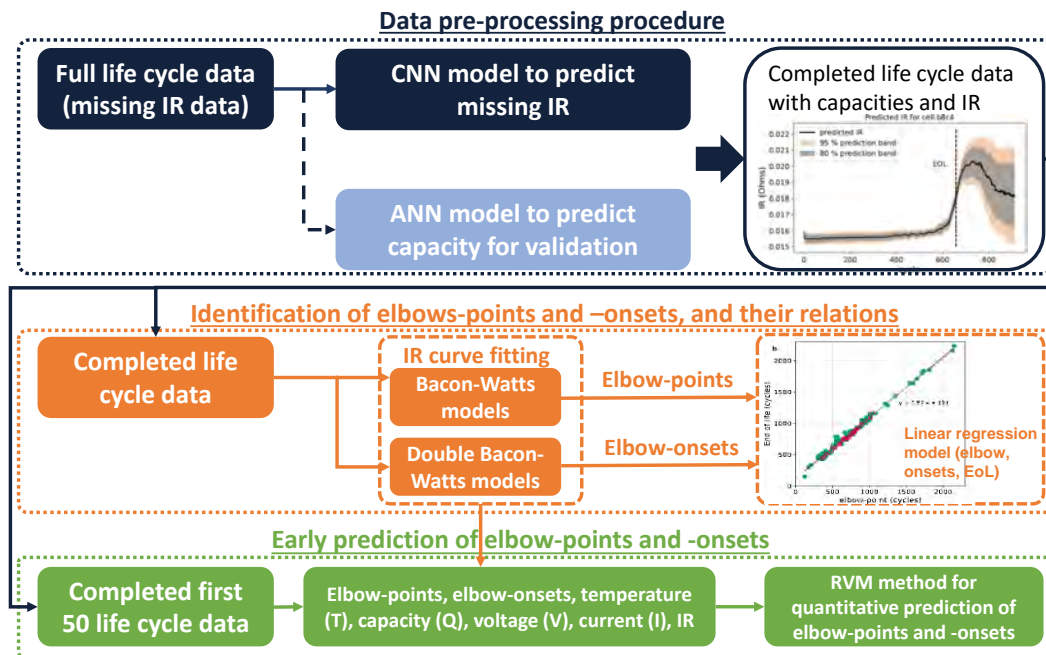 Data pre-processing procedure
Full life cycle data
(missing IR data)
CNN model to predict
missing IR
ANN model to predict
capacity for validation
Completed life cycle data
with capacities and IR
Predicted IR for cell b8c4
predicted IR
95 % prediction band
80 % prediction band
EOL
IR (Ohms)
0.022
0.021
0.020
0.019
0.018
0.017
0.016
0.015
0
200
400
600
800
Identification of elbows-points and –onsets, and their relations
Completed life
cycle data
IR curve fitting
Bacon-Watts
models
Double Bacon-
Watts models
Elbow-points
Elbow-onsets
b
End of life (cycles)
2000
1500
1000
500
0
0
500
1000
1500
2000
elbow-point (cycles)
Linear regression
model (elbow,
onsets, EoL)
Early prediction of elbow-points and -onsets
Completed first
50 life cycle data
Elbow-points, elbow-onsets, temperature
(T), capacity (Q), voltage (V), current (I), IR
RVM method for
quantitative prediction of
elbow-points and -onsets